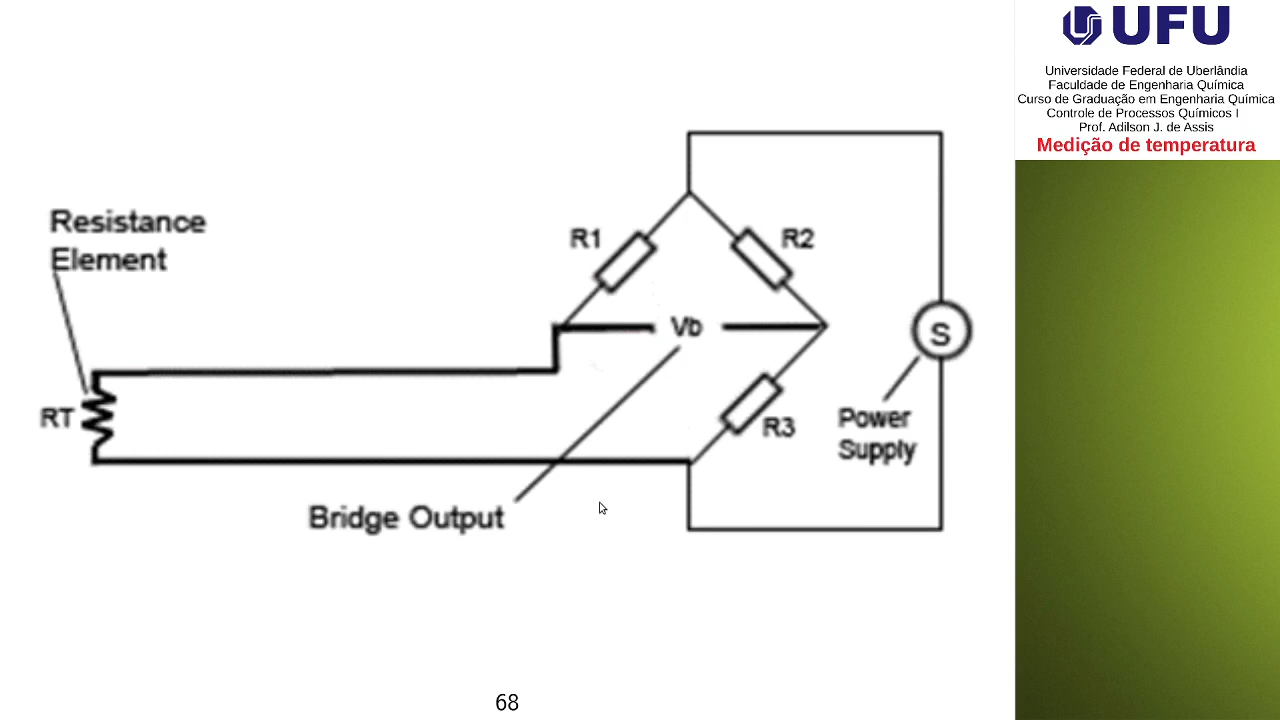 UFU
Universidade Federal de Uberlândia
Faculdade de Engenharia Química
Curso de Graduação em Engenharia Química
Controle de Processos Químicos I
Prof. Adilson J. de Assis
Medição de temperatura
Resistance
Element
R1
R2
Vb
S
RT
R3
Power
Supply
Bridge Output
68